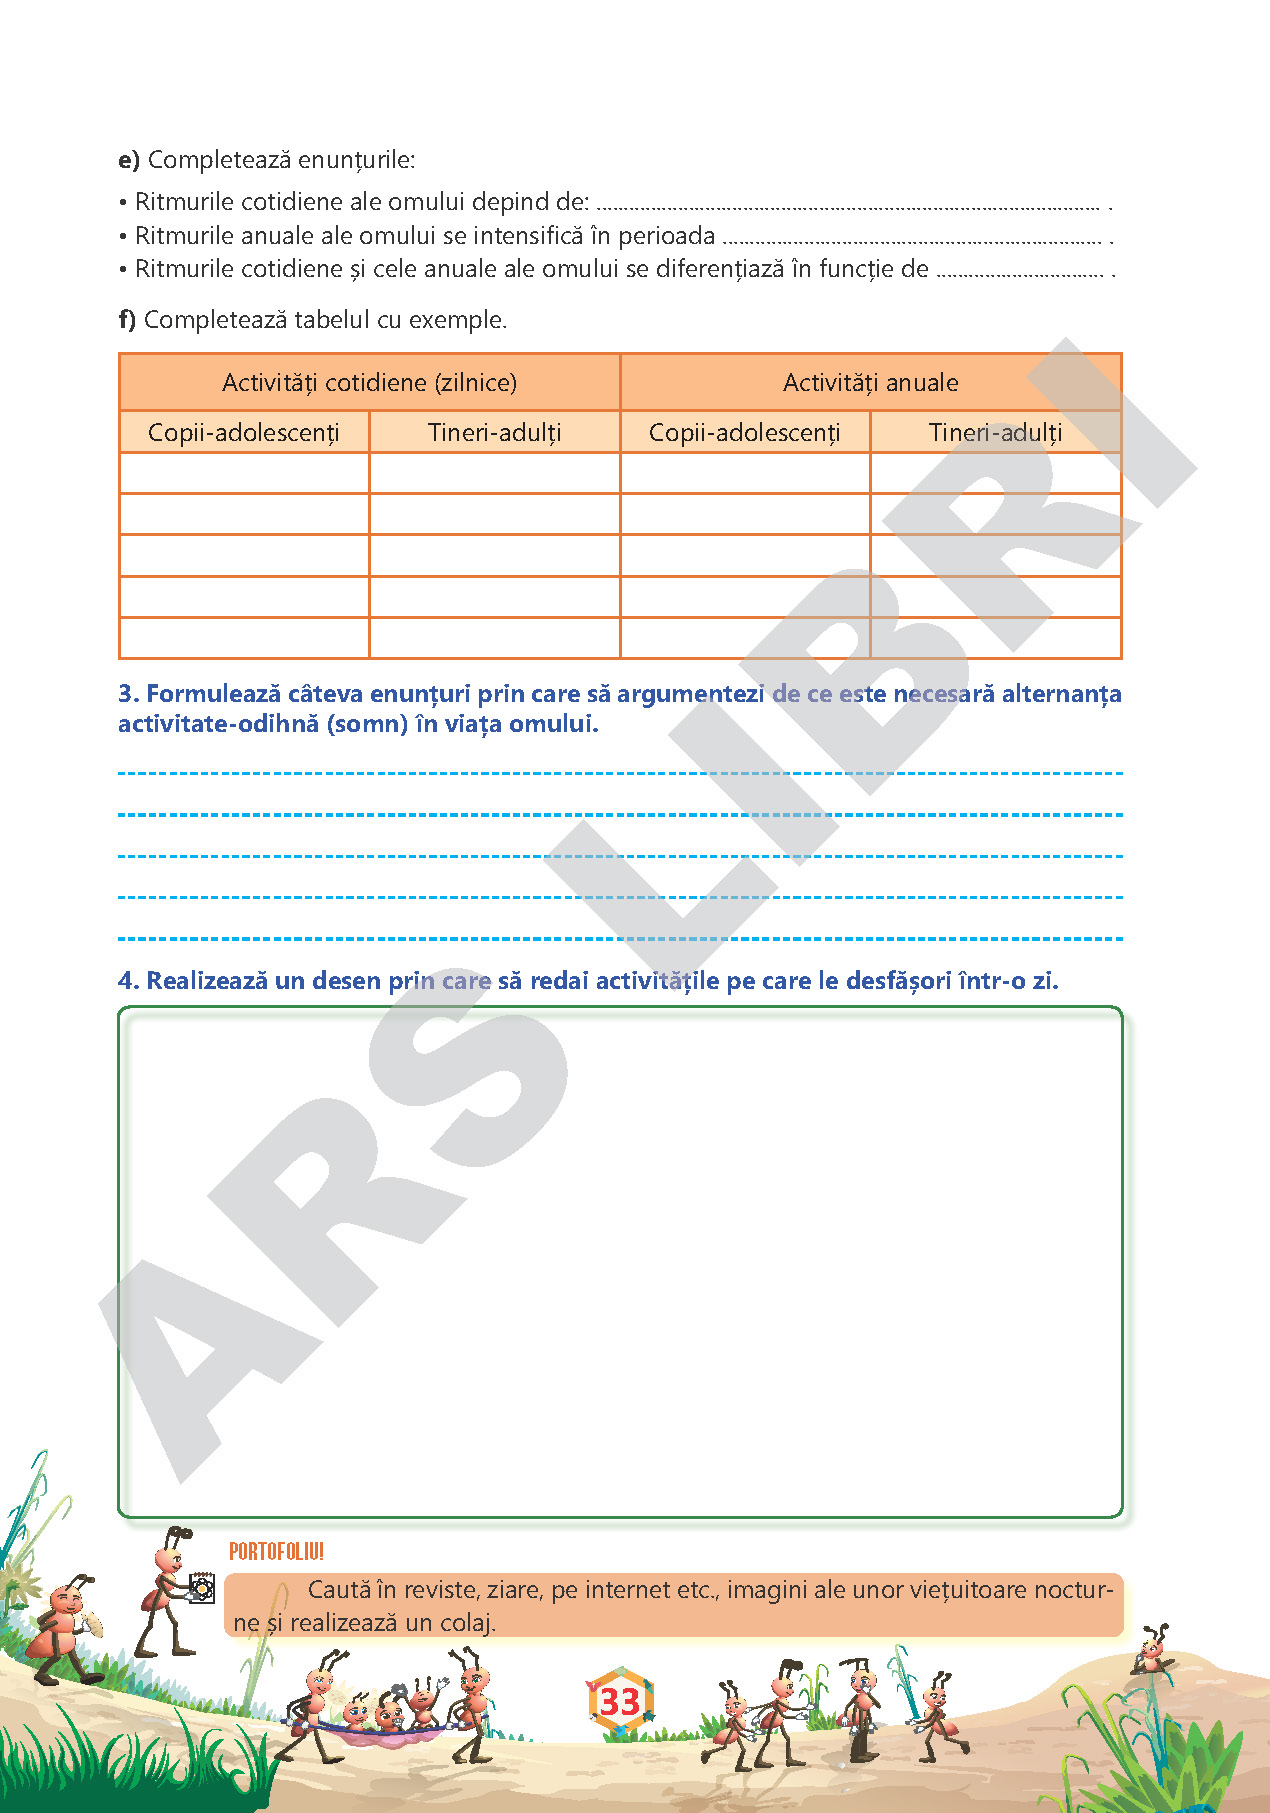 e) Completează enunțurile:
• Ritmurile cotidiene ale omului depind de: ............................................................................................. .
• Ritmurile anuale ale omului se intensifică în perioada ...................................................................... .
• Ritmurile cotidiene și cele anuale ale omului se diferențiază în funcție de ............................... .
f) Completează tabelul cu exemple.
Activități cotidiene (zilnice) Activități anuale
Copii-adolescenți Tineri-adulți Copii-adolescenți Tineri-adulți
3. Formulează câteva enunțuri prin care să argumentezi de ce este necesară alternanța
activitate-odihnă (somn) în viața omului.
4. Realizează un desen prin care să redai activitățile pe care le desfășori într-o zi.
ARS LIBRI
PORTOFOLIU!
Caută în reviste, ziare, pe internet etc., imagini ale unor viețuitoare noctur-
ne și realizează un colaj.
33